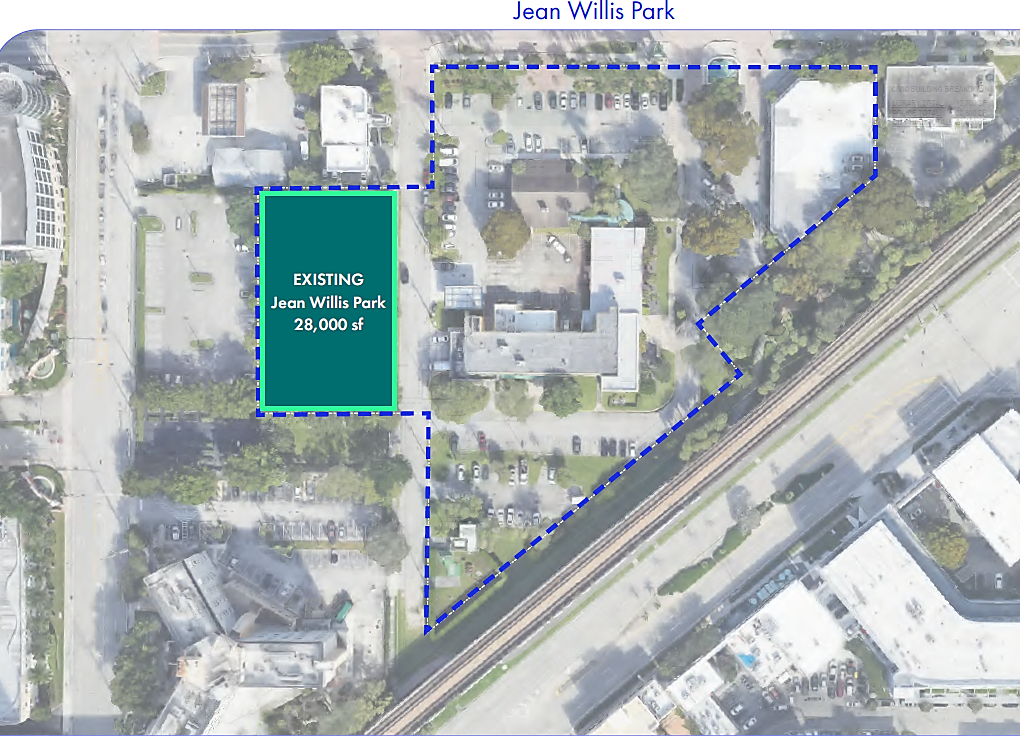 Jean Willis Park
EXISTING
Jean Willis Park
28,000 sf